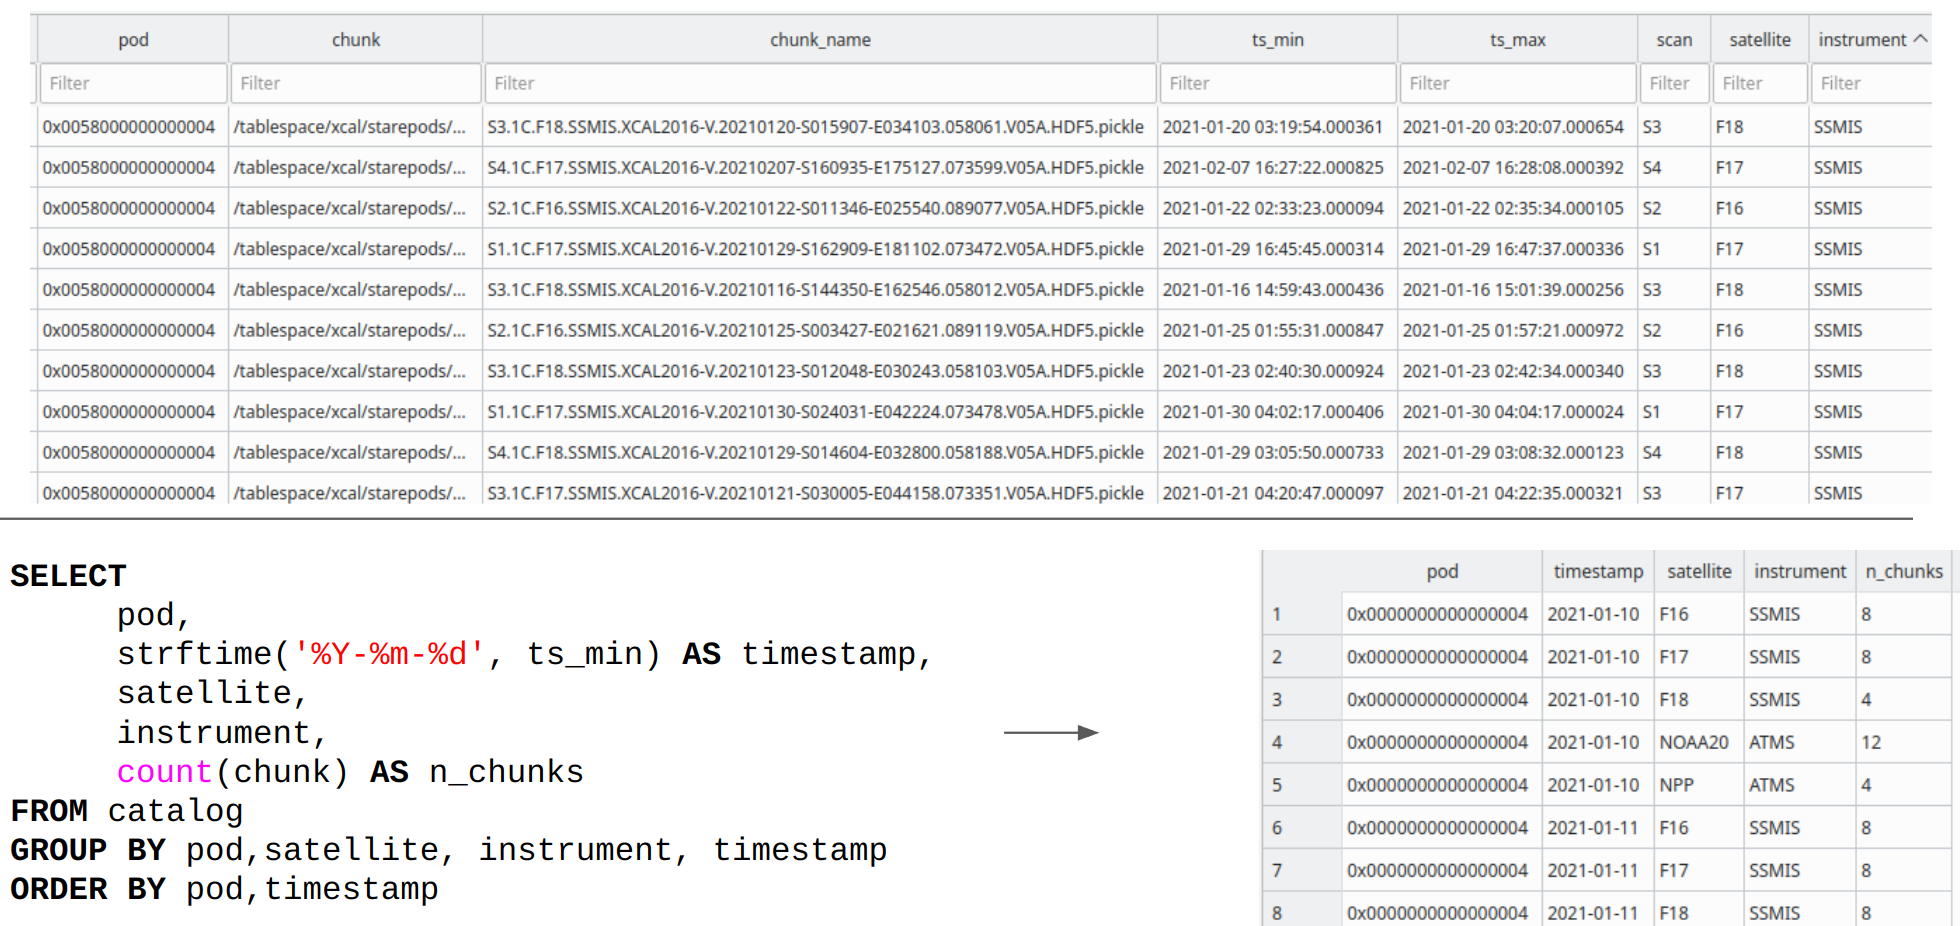 pod chunk chunk_name ts_min ts_max scan satellite instrument
Filter Filter Filter Filter Filter Filter Filter Filter
0x0058000000000004 /tablespace/xcal/starepods/... S3.1C.F18.SSMIS.XCAL2016-V.20210120-S015907-E034103.058061.V05A.HDF5.pickle 2021-01-20 03:19:54.000361 2021-01-20 03:20:07.000654 S3 F18 SSMIS
0x0058000000000004 /tablespace/xcal/starepods/... S4.1C.F17.SSMIS.XCAL2016-V.20210207-S160935-E175127.073599.V05A.HDF5.pickle 2021-02-07 16:27:22.000825 2021-02-07 16:28:08.000392 S4 F17 SSMIS
0x0058000000000004 /tablespace/xcal/starepods/... S2.1C.F16.SSMIS.XCAL2016-V.20210122-S011346-E025540.089077.V05A.HDF5.pickle 2021-01-22 02:33:23.000094 2021-01-22 02:35:34.000105 S2 F16 SSMIS
0x0058000000000004 /tablespace/xcal/starepods/... S1.1C.F17.SSMIS.XCAL2016-V.20210129-S162909-E181102.073472.V05A.HDF5.pickle 2021-01-29 16:45:45.000314 2021-01-29 16:47:37.000336 S1 F17 SSMIS
0x0058000000000004 /tablespace/xcal/starepods/... S3.1C.F18.SSMIS.XCAL2016-V.20210116-S144350-E162546.058012.V05A.HDF5.pickle 2021-01-16 14:59:43.000436 2021-01-16 15:01:39.000256 S3 F18 SSMIS
0x0058000000000004 /tablespace/xcal/starepods/... S2.1C.F16.SSMIS.XCAL2016-V.20210125-S003427-E021621.089119.V05A.HDF5.pickle 2021-01-25 01:55:31.000847 2021-01-25 01:57:21.000972 S2 F16 SSMIS
0x0058000000000004 /tablespace/xcal/starepods/... S3.1C.F18.SSMIS.XCAL2016-V.20210123-S012048-E030243.058103.V05A.HDF5.pickle 2021-01-23 02:40:30.000924 2021-01-23 02:42:34.000340 S3 F18 SSMIS
0x0058000000000004 /tablespace/xcal/starepods/... S1.1C.F17.SSMIS.XCAL2016-V.20210130-S024031-E042224.073478.V05A.HDF5.pickle 2021-01-30 04:02:17.000406 2021-01-30 04:04:17.000024 S1 F17 SSMIS
0x0058000000000004 /tablespace/xcal/starepods/... S4.1C.F18.SSMIS.XCAL2016-V.20210129-S014604-E032800.058188.V05A.HDF5.pickle 2021-01-29 03:05:50.000733 2021-01-29 03:08:32.000123 S4 F18 SSMIS
0x0058000000000004 /tablespace/xcal/starepods/... S3.1C.F17.SSMIS.XCAL2016-V.20210121-S030005-E044158.073351.V05A.HDF5.pickle 2021-01-21 04:20:47.000097 2021-01-21 04:22:35.000321 S3 F17 SSMIS
SELECT
pod,
strftime('%Y-%m-%d', ts_min) AS timestamp,
satellite,
instrument,
count(chunk) AS n_chunks
FROM catalog
GROUP BY pod,satellite, instrument, timestamp
ORDER BY pod,timestamp
pod timestamp satellite instrument n_chunks
1 0x0000000000000004 2021-01-10 F16 SSMIS 8
2 0x0000000000000004 2021-01-10 F17 SSMIS 8
3 0x0000000000000004 2021-01-10 F18 SSMIS 4
4 0x0000000000000004 2021-01-10 NOAA20 ATMS 12
5 0x0000000000000004 2021-01-10 NPP ATMS 4
6 0x0000000000000004 2021-01-11 F16 SSMIS 8
7 0x0000000000000004 2021-01-11 F17 SSMIS 8
8 0x0000000000000004 2021-01-11 F18 SSMIS 8